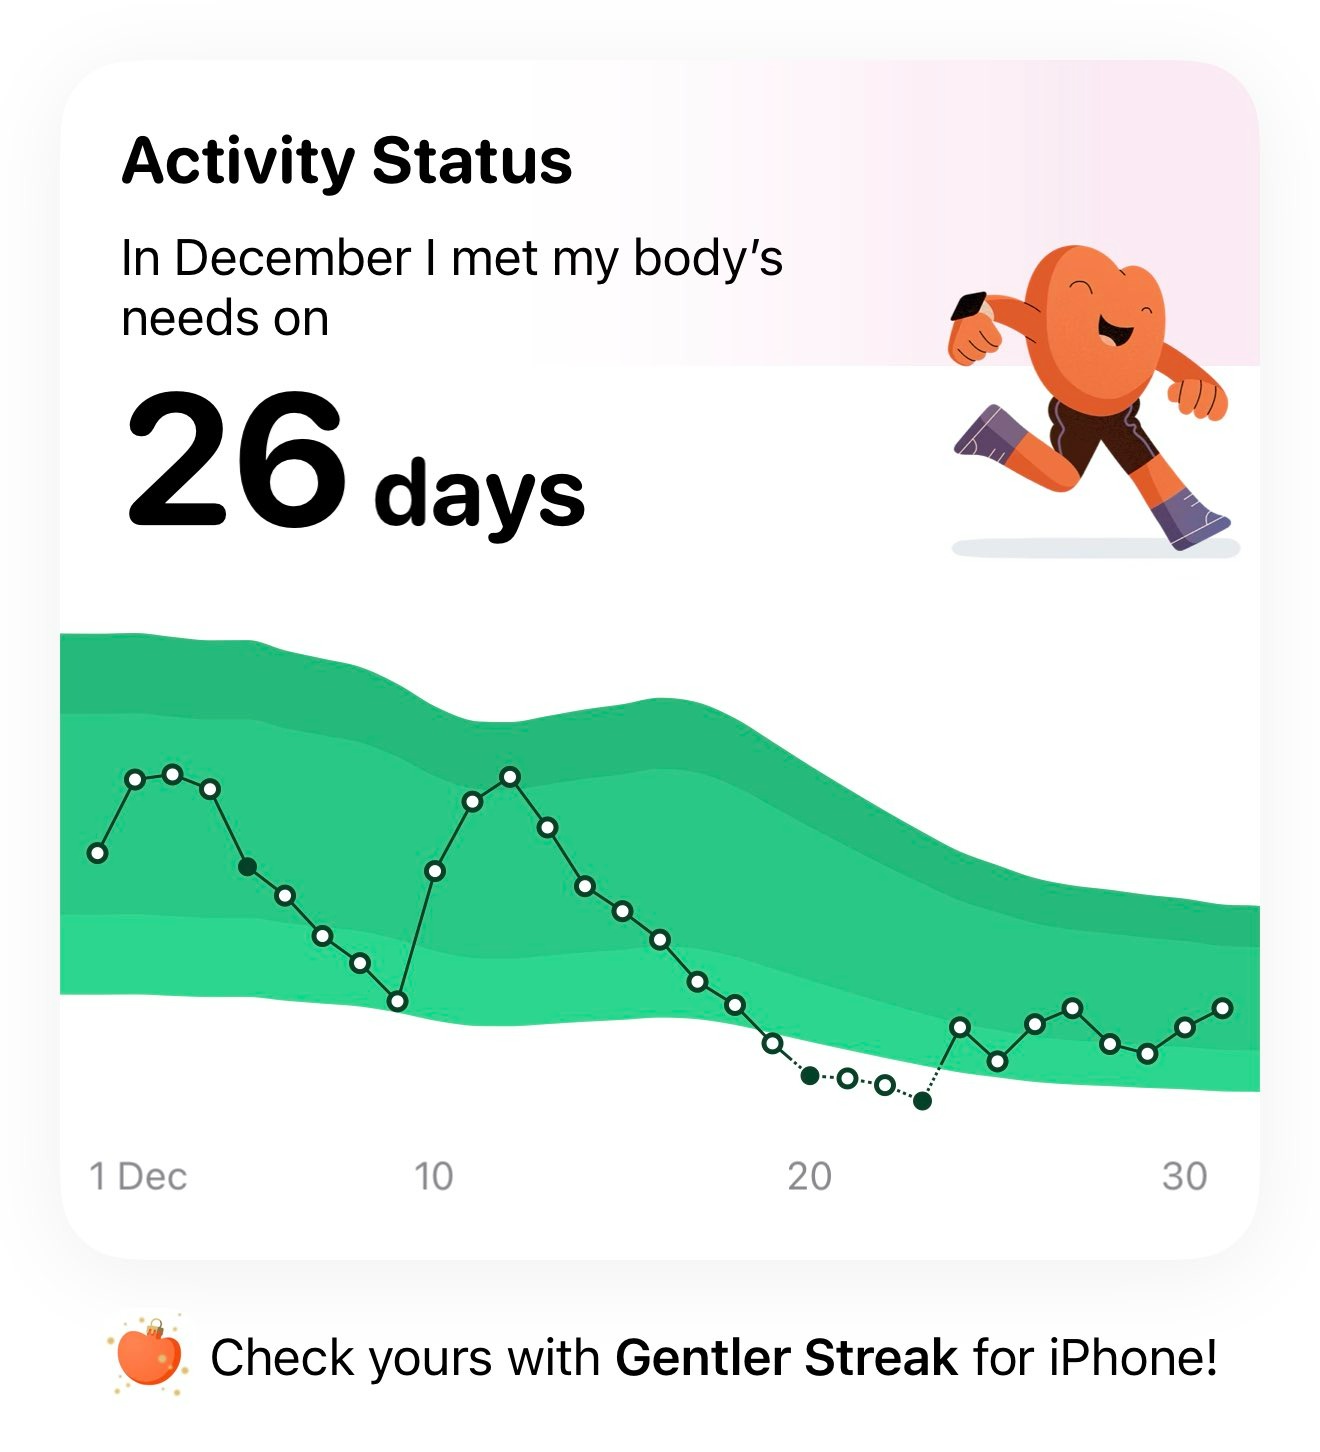 Activity Status
In December I met my body’s
needs on
26 days
1 Dec 10 20 30
Check yours with Gentler Streak for iPhone!